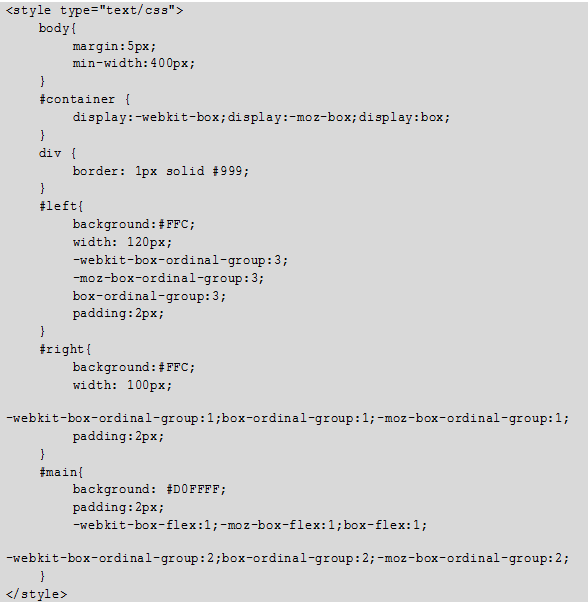 <style type="text/css">
    body{
        margin:5px;
        min-width:400px;
    }
    #container {
        display:-webkit-box;display:-moz-box;display:box;
    }
    div {
        border: 1px solid #999;
    }
    #left{
        background:#FFC;
        width: 120px;
        -webkit-box-ordinal-group:3;
        -moz-box-ordinal-group:3;
        box-ordinal-group:3;
        padding:2px;
    }
    #right{
        background:#FFC;
        width: 100px;

-webkit-box-ordinal-group:1;box-ordinal-group:1;-moz-box-ordinal-group:1;
        padding:2px;
    }
    #main{
        background: #D0FFFF;
        padding:2px;
        -webkit-box-flex:1;-moz-box-flex:1;box-flex:1;

-webkit-box-ordinal-group:2;box-ordinal-group:2;-moz-box-ordinal-group:2;
    }
</style>